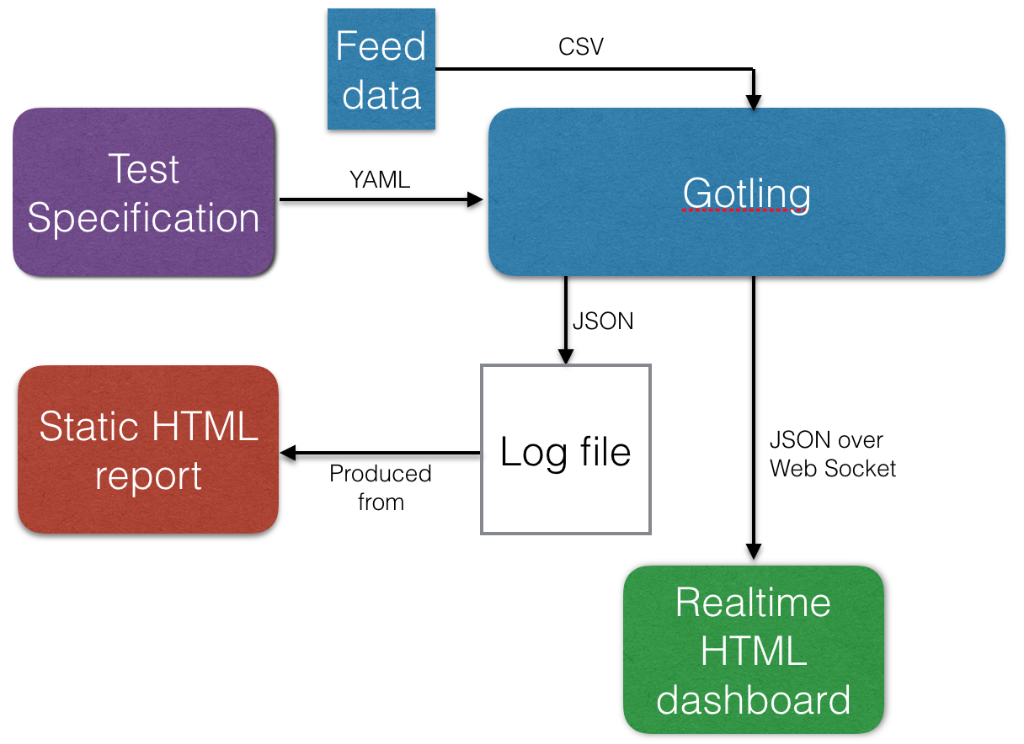 Feed
data
CSV
Test
Specification
YAML
Gotling
JSON
Static HTML
report
Produced
from
Log file
JSON over
Web Socket
Realtime
HTML
dashboard